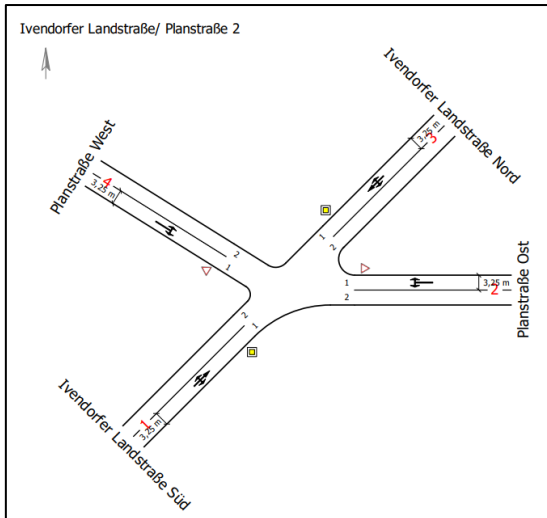 Ivendorfer Landstraße/ Planstraße 2
Ivendorfer Landstraße Nord
3,25 m
3
1
2
Planstraße West
4
3,25 m
2
1
Planstraße Ost
3,25 m
2
1
2
2
1
1
3,25 m
Ivendorfer Landstraße Süd